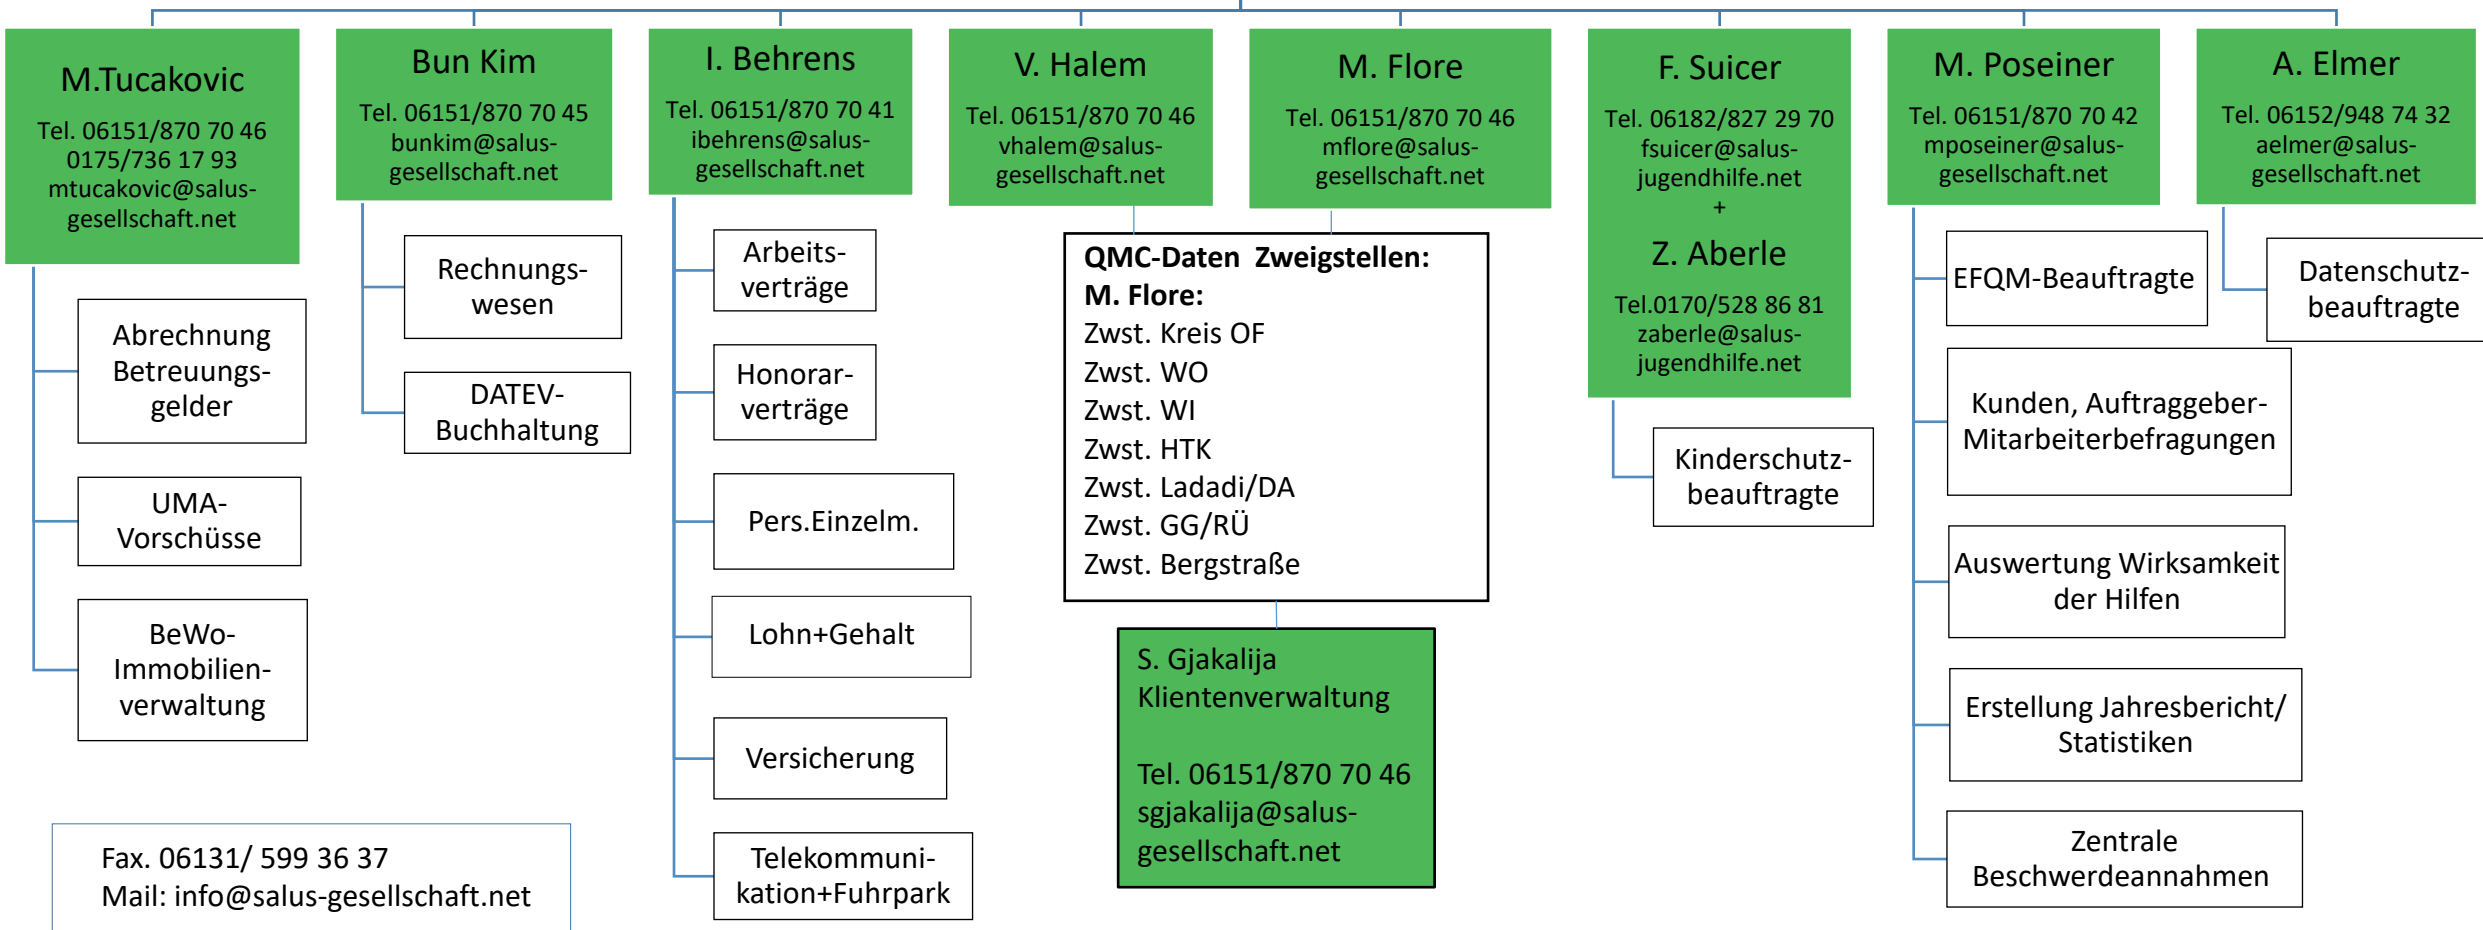 M.Tucakovic
Tel. 06151/870 70 46
0175/736 17 93
mtucakovic@salus-
gesellschaft.net
Abrechnung
Betreuungs-
gelder
UMA-
Vorschüsse
BeWo-
Immobilien-
verwaltung
Bun Kim
Tel. 06151/870 70 45
bunkim@salus-
gesellschaft.net
Rechnungs-
wesen
DATEV-
Buchhaltung
I. Behrens
Tel. 06151/870 70 41
ibehrens@salus-
gesellschaft.net
Arbeits-
verträge
Honorar-
verträge
Pers.Einzelm.
Lohn+Gehalt
Versicherung
Telekommuni-
kation+Fuhrpark
V. Halem
Tel. 06151/870 70 46
vhalem@salus-
gesellschaft.net
M. Flore
Tel. 06151/870 70 46
mflore@salus-
gesellschaft.net
QMC-Daten Zweigstellen:
M. Flore:
Zwst. Kreis OF
Zwst. WO
Zwst. WI
Zwst. HTK
Zwst. Ladadi/DA
Zwst. GG/RÜ
Zwst. Bergstraße
S. Gjakalija
Klientenverwaltung
Tel. 06151/870 70 46
sgjakalija@salus-
gesellschaft.net
F. Suicer
Tel. 06182/827 29 70
fsuicer@salus-
jugendhilfe.net
+
Z. Aberle
Tel.0170/528 86 81
zaberle@salus-
jugendhilfe.net
Kinderschutz-
beauftragte
M. Poseiner
Tel. 06151/870 70 42
mposeiner@salus-
gesellschaft.net
EFQM-Beauftragte
Kunden, Auftraggeber-
Mitarbeiterbefragungen
Auswertung Wirksamkeit
der Hilfen
Erstellung Jahresbericht/
Statistiken
Zentrale
Beschwerdeannahmen
A. Elmer
Tel. 06152/948 74 32
aelmer@salus-
gesellschaft.net
Datenschutz-
beauftragte
Fax. 06131/ 599 36 37
Mail: info@salus-gesellschaft.net